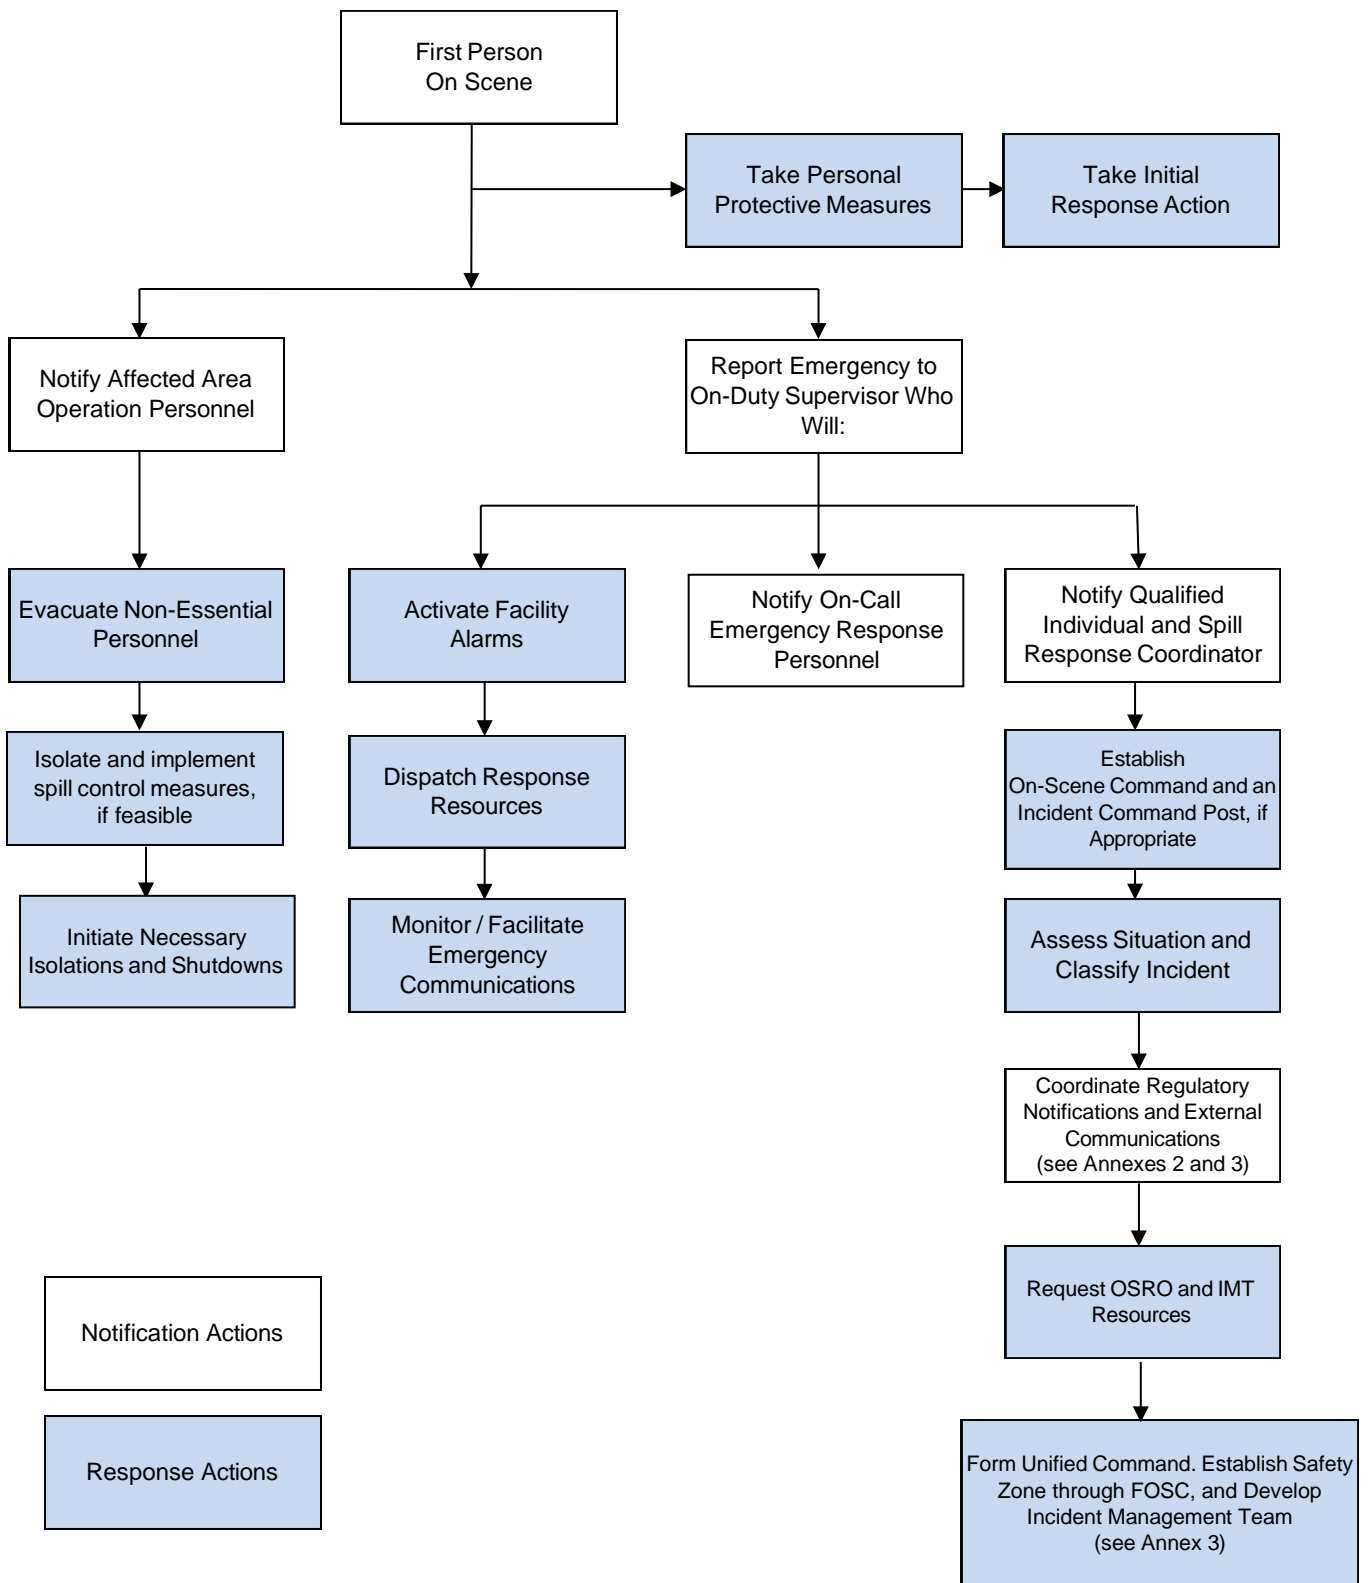 First Person
On Scene
Take Personal
Protective Measures
Take Initial
Response Action
Notify Affected Area
Operation Personnel
Report Emergency to
On-Duty Supervisor Who
Will:
Evacuate Non-Essential
Personnel
Activate Facility
Alarms
Notify On-Call
Emergency Response
Personnel
Notify Qualified
Individual and Spill
Response Coordinator
Isolate and implement
spill control measures,
if feasible
Dispatch Response
Resources
Establish
On-Scene Command and an
Incident Command Post, if
Appropriate
Initiate Necessary
Isolations and Shutdowns
Monitor / Facilitate
Emergency
Communications
Assess Situation and
Classify Incident
Coordinate Regulatory
Notifications and External
Communications
(see Annexes 2 and 3)
Request OSRO and IMT
Resources
Notification Actions
Response Actions
Form Unified Command. Establish Safety
Zone through FOSC, and Develop
Incident Management Team
(see Annex 3)